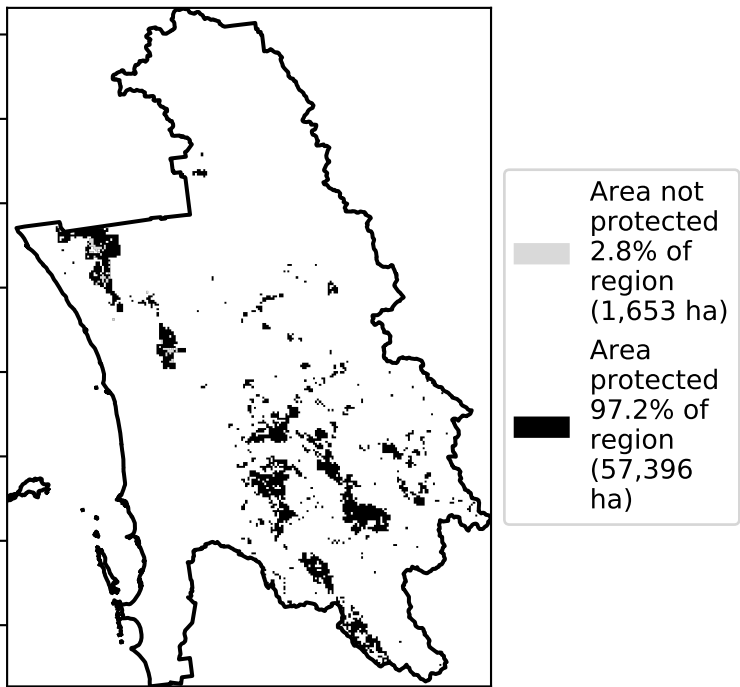 Area not
protected
2.8% of
region
(1,653 ha)
Area
protected
97.2% of
region
(57,396
ha)